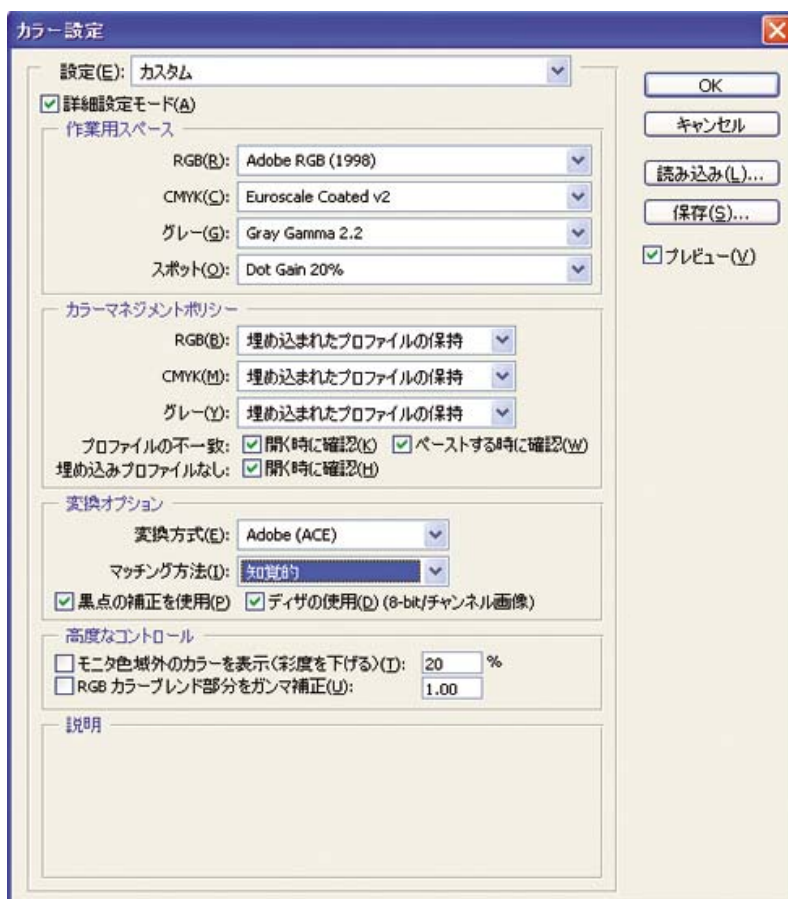 カラー設定
設定(E): カスタム
詳細設定モード(A)
作業用スペース
RGB(R): Adobe RGB (1998)
CMYK(C): Euroscale Coated v2
グレー(G): Gray Gamma 2.2
スポット(O): Dot Gain 20%
カラーマネジメントポリシー
RGB(B): 埋め込まれたプロファイルの保持
CMYK(M): 埋め込まれたプロファイルの保持
グレー(Y): 埋め込まれたプロファイルの保持
プロファイルの不一致: 開く時に確認(K) ペーストする時に確認(W)
埋め込みプロファイルなし: 開く時に確認(H)
変換オプション
変換方式(E): Adobe (ACE)
マッチング方法(I): 知覚的
黒点の補正を使用(P) ディザの使用(D) (8-bit/チャンネル画像)
高度なコントロール
モニタ色域外のカラーを表示(彩度を下げる)(T): 20 %
RGB カラーブレンド部分をガンマ補正(U): 1.00
説明
OK
キャンセル
読み込み(L)...
保存(S)...
プレビュー(V)